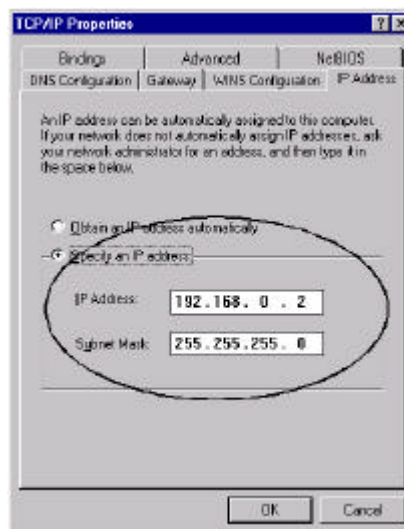 TCP/IP Properties
Bindings Advanced NetBIOS
DNS Configuration Gateway WINS Configuration IP Address
An IP address can be automatically assigned to this computer.
If your network does not automatically assign IP addresses, ask
your network administrator for an address, and then type it in
the space below.
Obtain an IP address automatically
Specify an IP address:
IP Address: 192.168. 0 . 2
Subnet Mask: 255.255.255. 0
OK Cancel